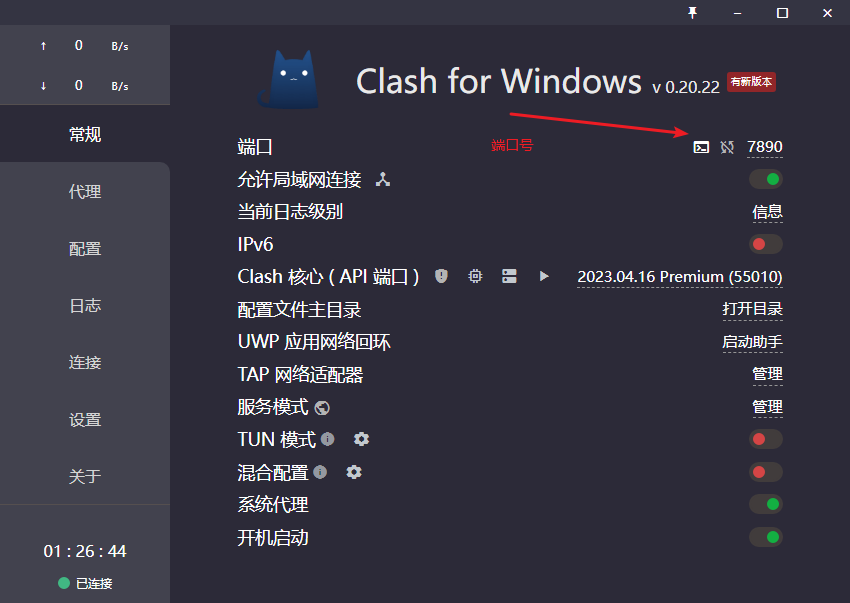 ↑ 0 B/s
↓ 0 B/s
常规
代理
配置
日志
连接
设置
关于
01 : 26 : 44
已连接
Clash for Windows v 0.20.22 有新版本
端口 端口号 7890
允许局域网连接
当前日志级别 信息
IPv6
Clash 核心 ( API 端口 ) 2023.04.16 Premium (55010)
配置文件主目录 打开目录
UWP 应用网络回环 启动助手
TAP 网络适配器 管理
服务模式 管理
TUN 模式
混合配置
系统代理
开机启动